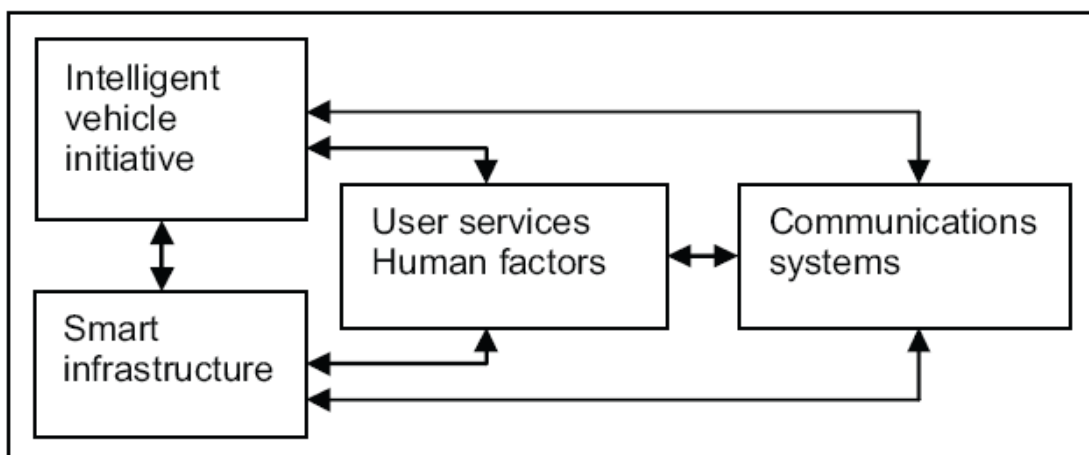 Intelligent
vehicle
initiative
User services
Human factors
Communications
systems
Smart
infrastructure